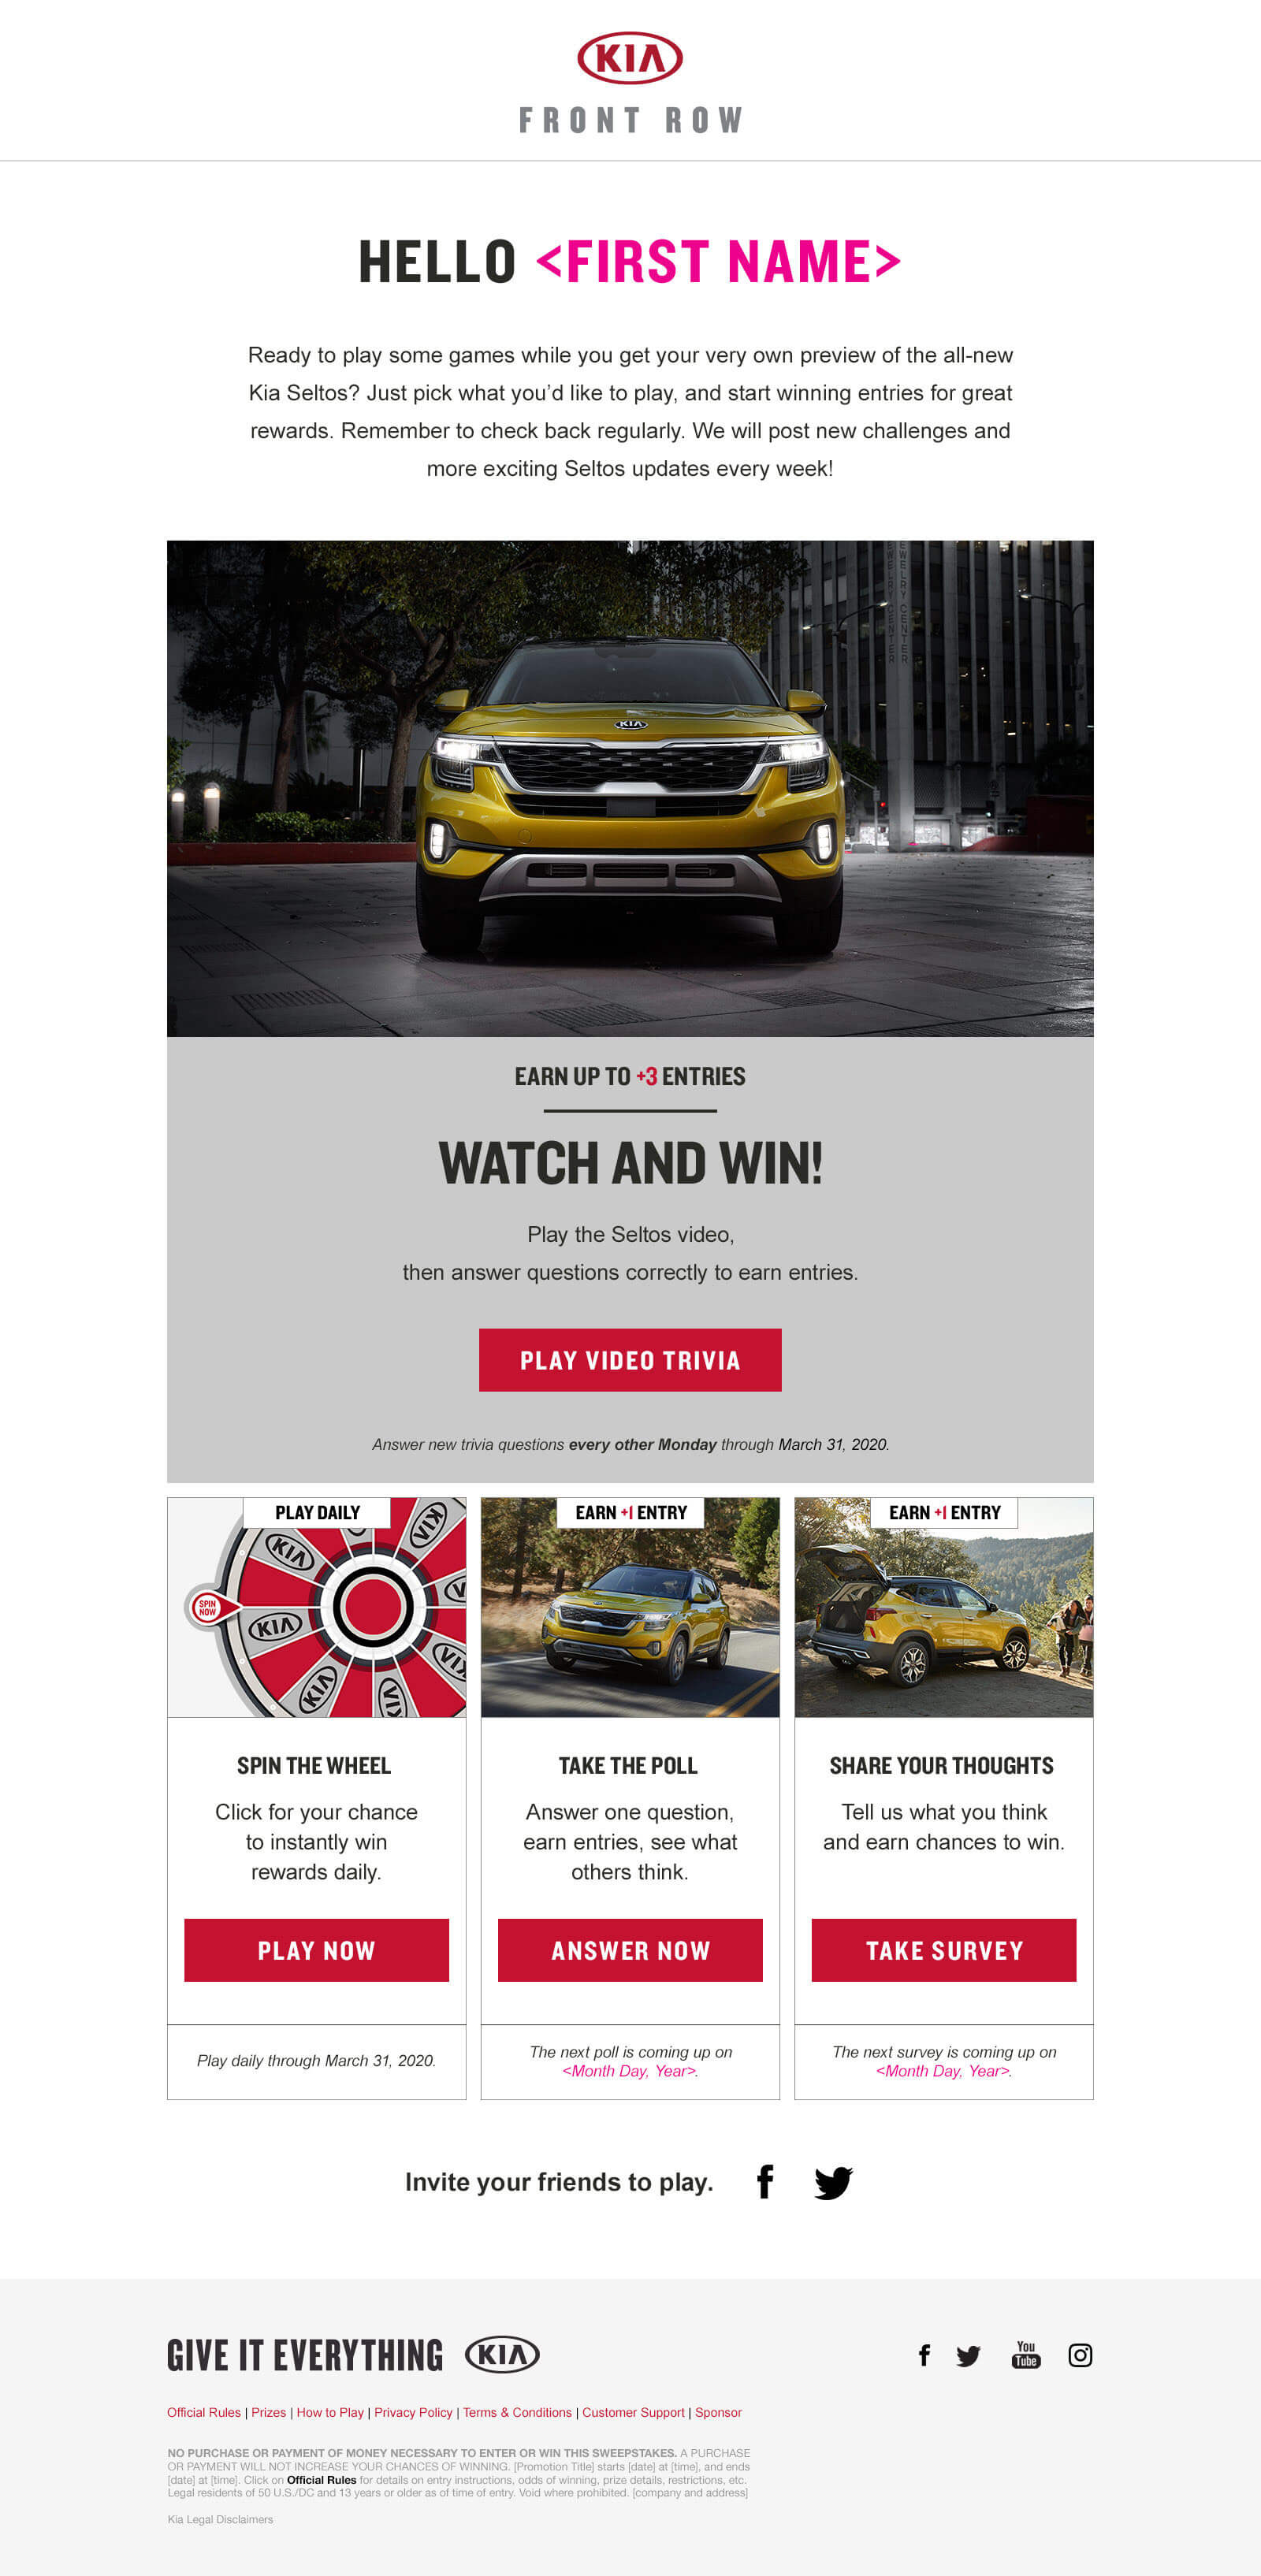 KIA
FRONT ROW
HELLO <FIRST NAME>
Ready to play some games while you get your very own preview of the all-new
Kia Seltos? Just pick what you’d like to play, and start winning entries for great
rewards. Remember to check back regularly. We will post new challenges and
more exciting Seltos updates every week!
JEWELRY CENTER
JEWELRY CENTER
KIA
EARN UP TO +3 ENTRIES
WATCH AND WIN!
Play the Seltos video,
then answer questions correctly to earn entries.
PLAY VIDEO TRIVIA
Answer new trivia questions every other Monday through March 31, 2020.
PLAY DAILY
SPIN
NOW
KIA
KIA
KIA
KIA
KIA
SPIN THE WHEEL
Click for your chance
to instantly win
rewards daily.
PLAY NOW
Play daily through March 31, 2020.
EARN +1 ENTRY
TAKE THE POLL
Answer one question,
earn entries, see what
others think.
ANSWER NOW
The next poll is coming up on
<Month Day, Year>.
EARN +1 ENTRY
SHARE YOUR THOUGHTS
Tell us what you think
and earn chances to win.
TAKE SURVEY
The next survey is coming up on
<Month Day, Year>.
Invite your friends to play.
GIVE IT EVERYTHING KIA
You
Tube
Official Rules | Prizes | How to Play | Privacy Policy | Terms & Conditions | Customer Support | Sponsor
NO PURCHASE OR PAYMENT OF MONEY NECESSARY TO ENTER OR WIN THIS SWEEPSTAKES. A PURCHASE
OR PAYMENT WILL NOT INCREASE YOUR CHANCES OF WINNING. [Promotion Title] starts [date] at [time], and ends
[date] at [time]. Click on Official Rules for details on entry instructions, odds of winning, prize details, restrictions, etc.
Legal residents of 50 U.S./DC and 13 years or older as of time of entry. Void where prohibited. [company and address]
Kia Legal Disclaimers